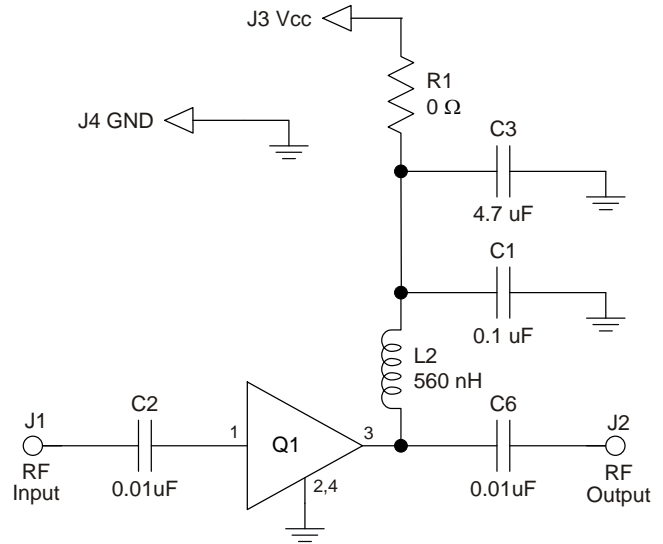 J3 Vcc
R1
0 Ω
J4 GND
C3
4.7 uF
C1
0.1 uF
L2
560 nH
J1
C2
1
Q1
3
C6
J2
RF
Input
0.01uF
2,4
0.01uF
RF
Output